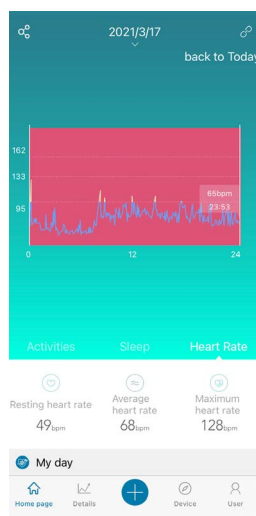 2021/3/17
back to Today
162
133
95
65bpm
23:53
0 12 24
Activities Sleep Heart Rate
Resting heart rate
49bpm
Average
heart rate
68bpm
Maximum
heart rate
128bpm
My day
Home page Details Device User